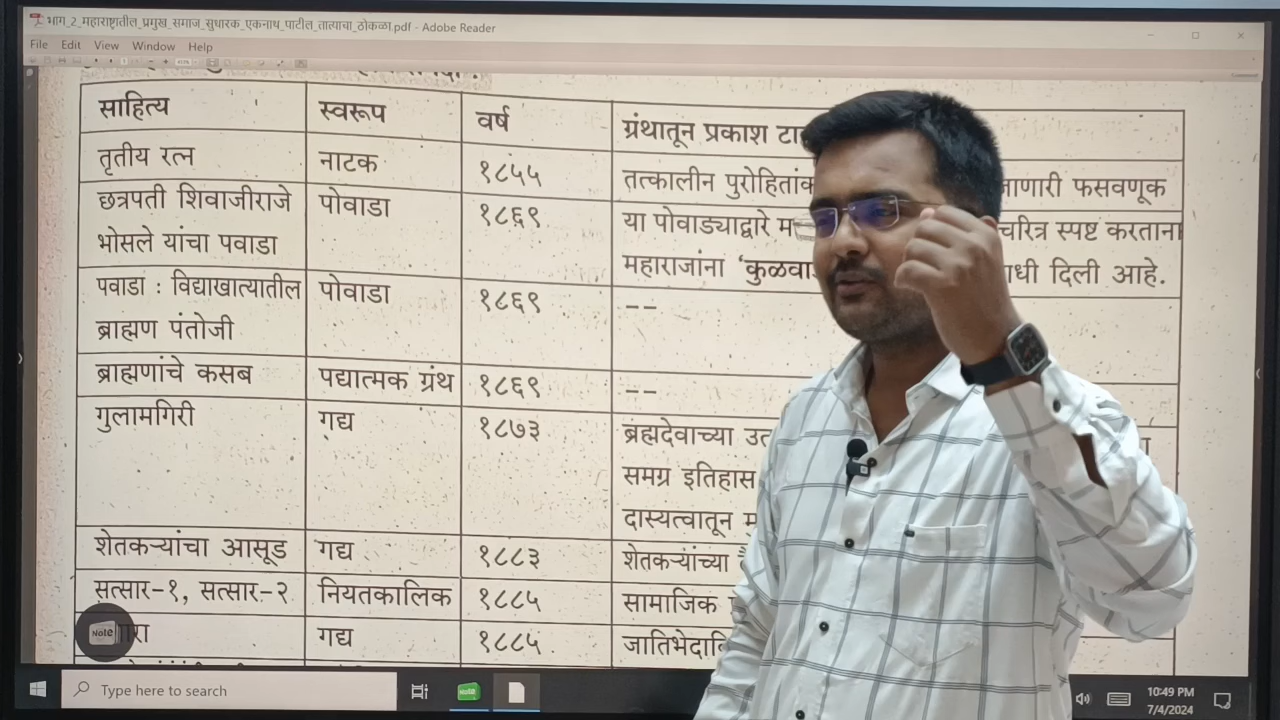 भाग_2_महाराष्ट्रातील_प्रमुख_समाज_सुधारक_एकनाथ_पाटील_तात्याचा_ठोकळा.pdf - Adobe Reader
File Edit View Window Help
साहित्य स्वरूप वर्ष ग्रंथातून प्रकाश
तृतीय रत्न नाटक १८५५ तत्कालीन फसवणूक
छत्रपती शिवाजीराजे पोवाडा १८६९ या पोवाड्याद्वारे चरित्र स्पष्ट करताना
भोसले यांचा पवाडा महाराजांना दिली आहे.
पवाडा : विद्याखात्यातील पोवाडा १८६९ --
ब्राह्मण पंतोजी
ब्राह्मणांचे कसब पद्यात्मक ग्रंथ १८६९ --
गुलामगिरी गद्य १८७३ ब्रह्मदेवाच्या
समग्र इतिहास
दास्यत्वातून
शेतकऱ्यांचा आसूड गद्य १८८३ शेतकऱ्यांच्या
सत्सार-१, सत्सार-२ नियतकालिक १८८५ सामाजिक
Note गद्य १८८५
Type here to search Note 10:49 PM
7/4/2024